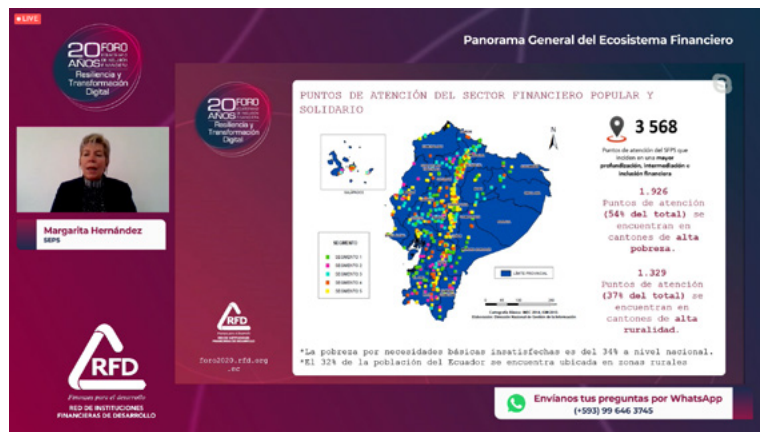 LIVE
20 FORO
AÑOS
Resiliencia y
Transformación
Digital
Panorama General del Ecosistema Financiero
Margarita Hernández
SEPS
RFD
Finanzas para el desarrollo
RED DE INSTITUCIONES
FINANCIERAS DE DESARROLLO
20 FORO
AÑOS
Resiliencia y
Transformación
Digital
RFD
foro2020.rfd.org
.ec
PUNTOS DE ATENCIÓN DEL SECTOR FINANCIERO POPULAR Y
SOLIDARIO
N
SEGMENTO
SEGMENTO 1
SEGMENTO 2
SEGMENTO 3
SEGMENTO 4
SEGMENTO 5
LÍMITE PROVINCIAL
3 568
Puntos de atención del SFPS que
inciden en una mayor
profundización, intermediación e
inclusión financiera
1.926
Puntos de atención
(54% del total) se
encuentran en
cantones de alta
pobreza.
1.329
Puntos de atención
(37% del total) se
encuentran en
cantones de alta
ruralidad.
*La pobreza por necesidades básicas insatisfechas es del 34% a nivel nacional.
*El 32% de la población del Ecuador se encuentra ubicada en zonas rurales
Envíanos tus preguntas por WhatsApp
(+593) 99 646 3745